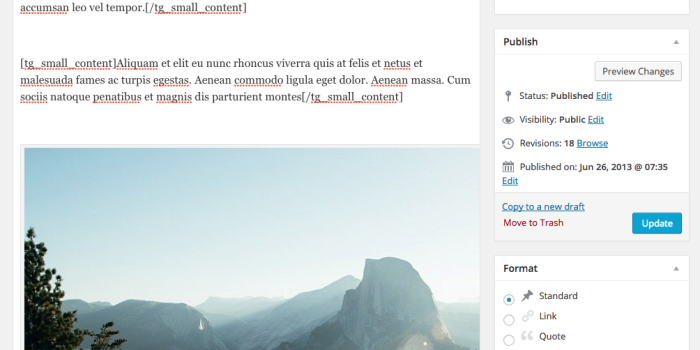 accumsan leo vel tempor.[/tg_small_content]
[tg_small_content]Aliquam et elit eu nunc rhoncus viverra quis at felis et netus et
malesuada fames ac turpis egestas. Aenean commodo ligula eget dolor. Aenean massa. Cum
sociis natoque penatibus et magnis dis parturient montes[/tg_small_content]
Publish
Preview Changes
Status: Published Edit
Visibility: Public Edit
Revisions: 18 Browse
Published on: Jun 26, 2013 @ 07:35
Edit
Copy to a new draft
Move to Trash
Update
Format
Standard
Link
Quote